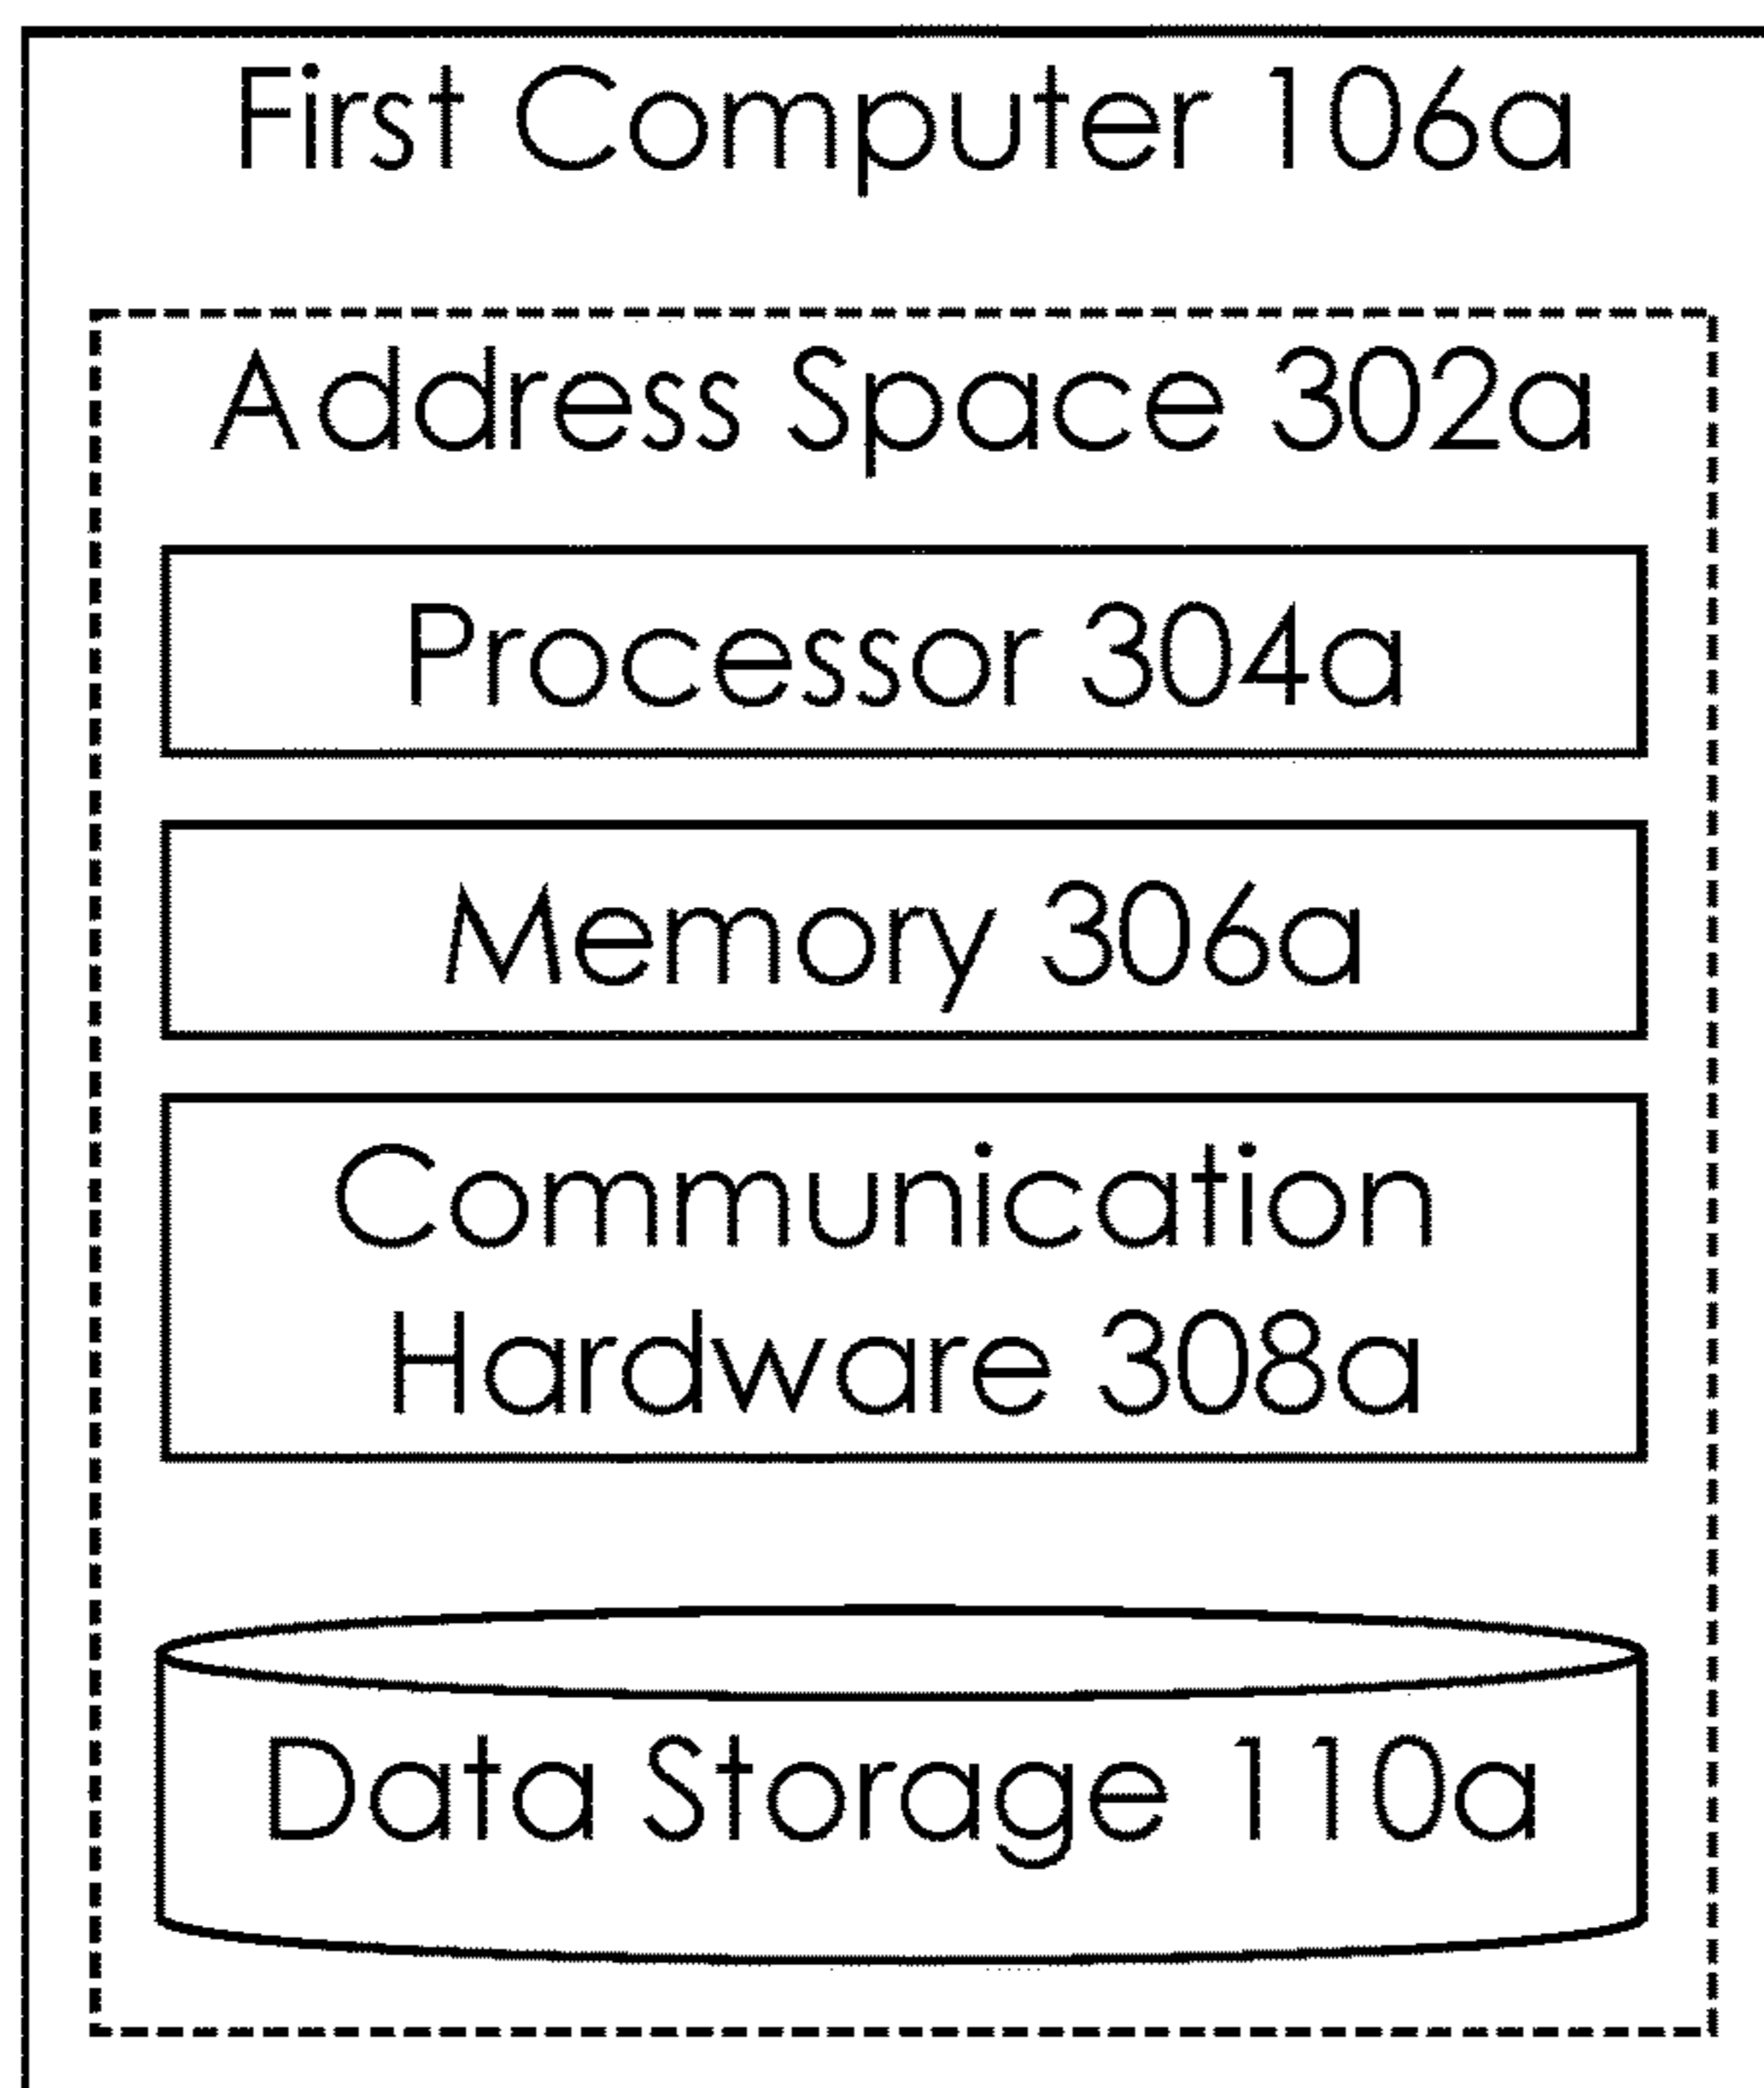 First Computer 106a
Address Space 302a
Processor 304a
Memory 306a
Communication
Hardware 308a
Data Storage 110a